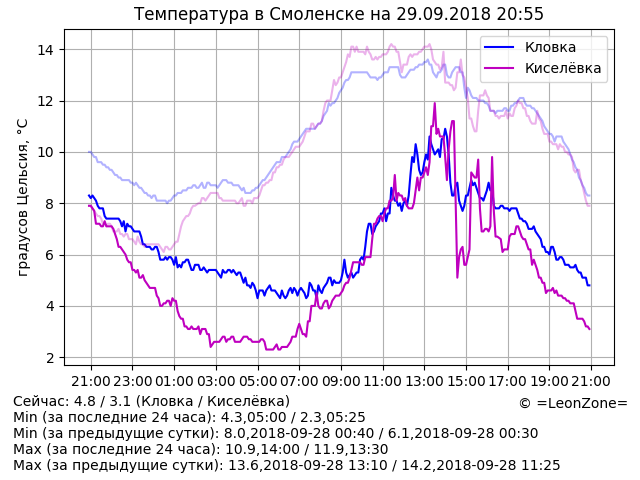 Температура в Смоленске на 29.09.2018 20:55
градусов Цельсия, °C
14
12
10
8
6
4
2
Кловка
Киселёвка
21:00 23:00 01:00 03:00 05:00 07:00 09:00 11:00 13:00 15:00 17:00 19:00 21:00
Сейчас: 4.8 / 3.1 (Кловка / Киселёвка)
© =LeonZone=
Min (за последние 24 часа): 4.3,05:00 / 2.3,05:25
Min (за предыдущие сутки): 8.0,2018-09-28 00:40 / 6.1,2018-09-28 00:30
Max (за последние 24 часа): 10.9,14:00 / 11.9,13:30
Max (за предыдущие сутки): 13.6,2018-09-28 13:10 / 14.2,2018-09-28 11:25